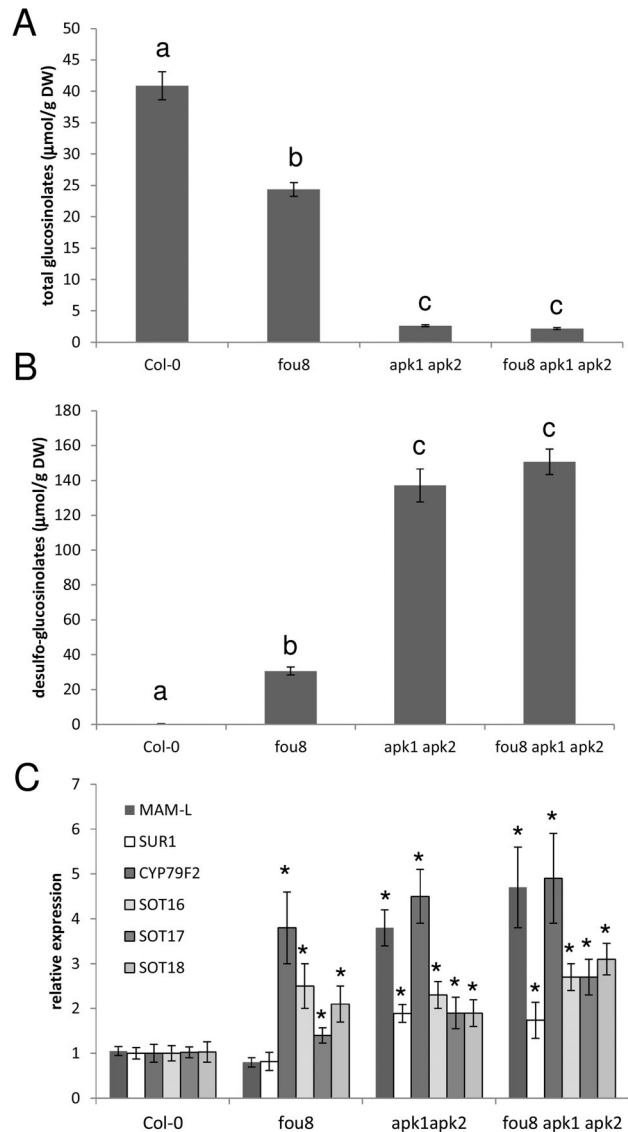 A
total glucosinolates (µmol/g DW)
50
45
40
35
30
25
20
15
10
5
0
a
b
c
c
Col-0 fou8 apk1 apk2 fou8 apk1 apk2
B
desulfo-glucosinolates (µmol/g DW)
180
160
140
120
100
80
60
40
20
0
a
b
c
c
Col-0 fou8 apk1 apk2 fou8 apk1 apk2
C
relative expression
7
6
5
4
3
2
1
0
MAM-L
SUR1
CYP79F2
SOT16
SOT17
SOT18
* * * *
* * * * * *
* * * * * *
Col-0 fou8 apk1apk2 fou8 apk1 apk2